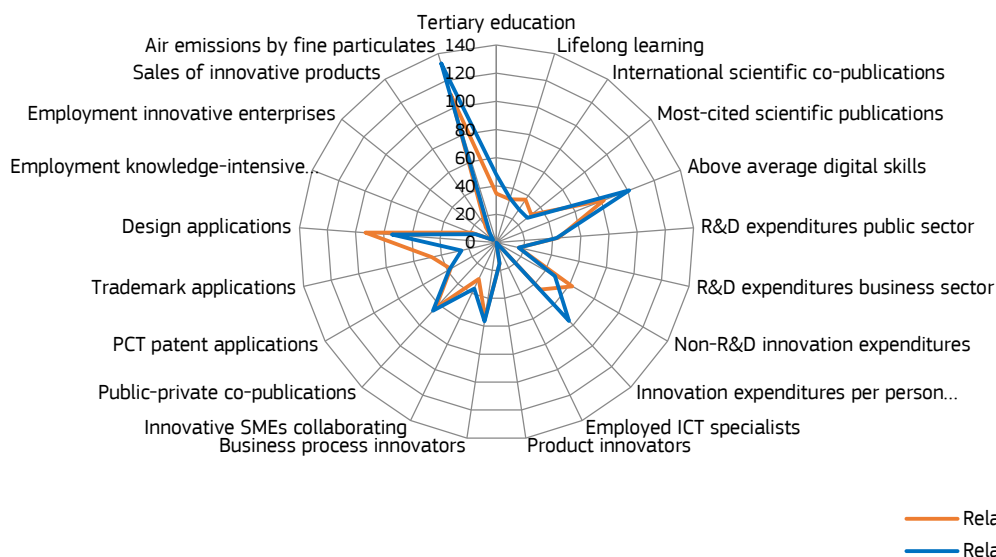 Tertiary education
Lifelong learning
International scientific co-publications
Most-cited scientific publications
Above average digital skills
R&D expenditures public sector
R&D expenditures business sector
Non-R&D innovation expenditures
Innovation expenditures per person...
Employed ICT specialists
Product innovators
Business process innovators
Innovative SMEs collaborating
Public-private co-publications
PCT patent applications
Trademark applications
Design applications
Employment knowledge-intensive...
Employment innovative enterprises
Sales of innovative products
Air emissions by fine particulates
140
120
100
80
60
40
20
0
Rela
Rela